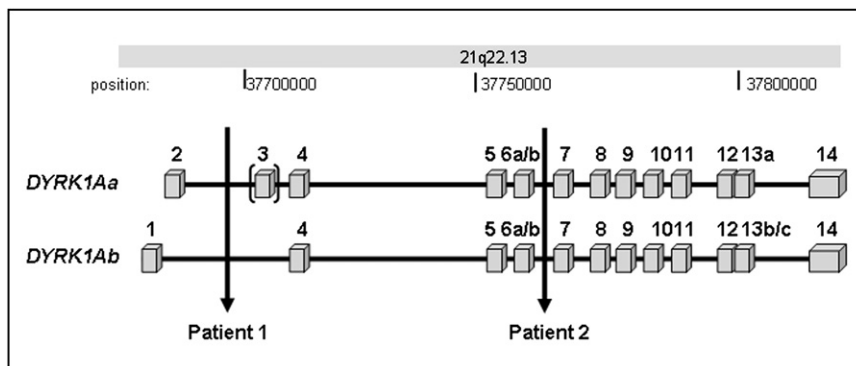 21q22.13
position: 37700000 37750000 37800000
2 (3) 4 5 6a/b 7 8 9 10 11 12 13a 14
DYRK1Aa
1 4 5 6a/b 7 8 9 10 11 12 13b/c 14
DYRK1Ab
Patient 1 Patient 2